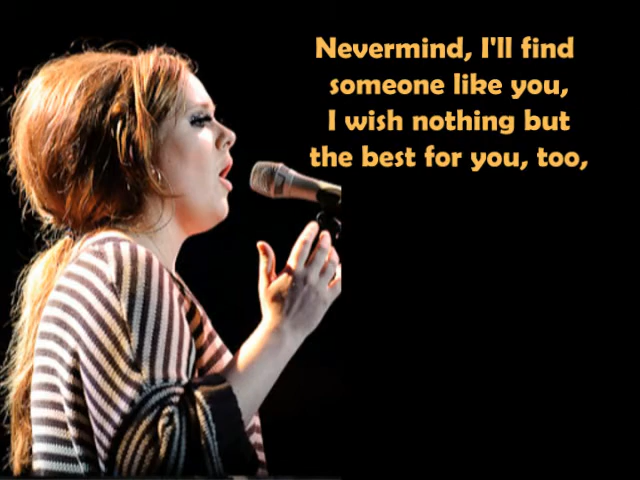 Nevermind, I'll find
someone like you,
I wish nothing but
the best for you, too,